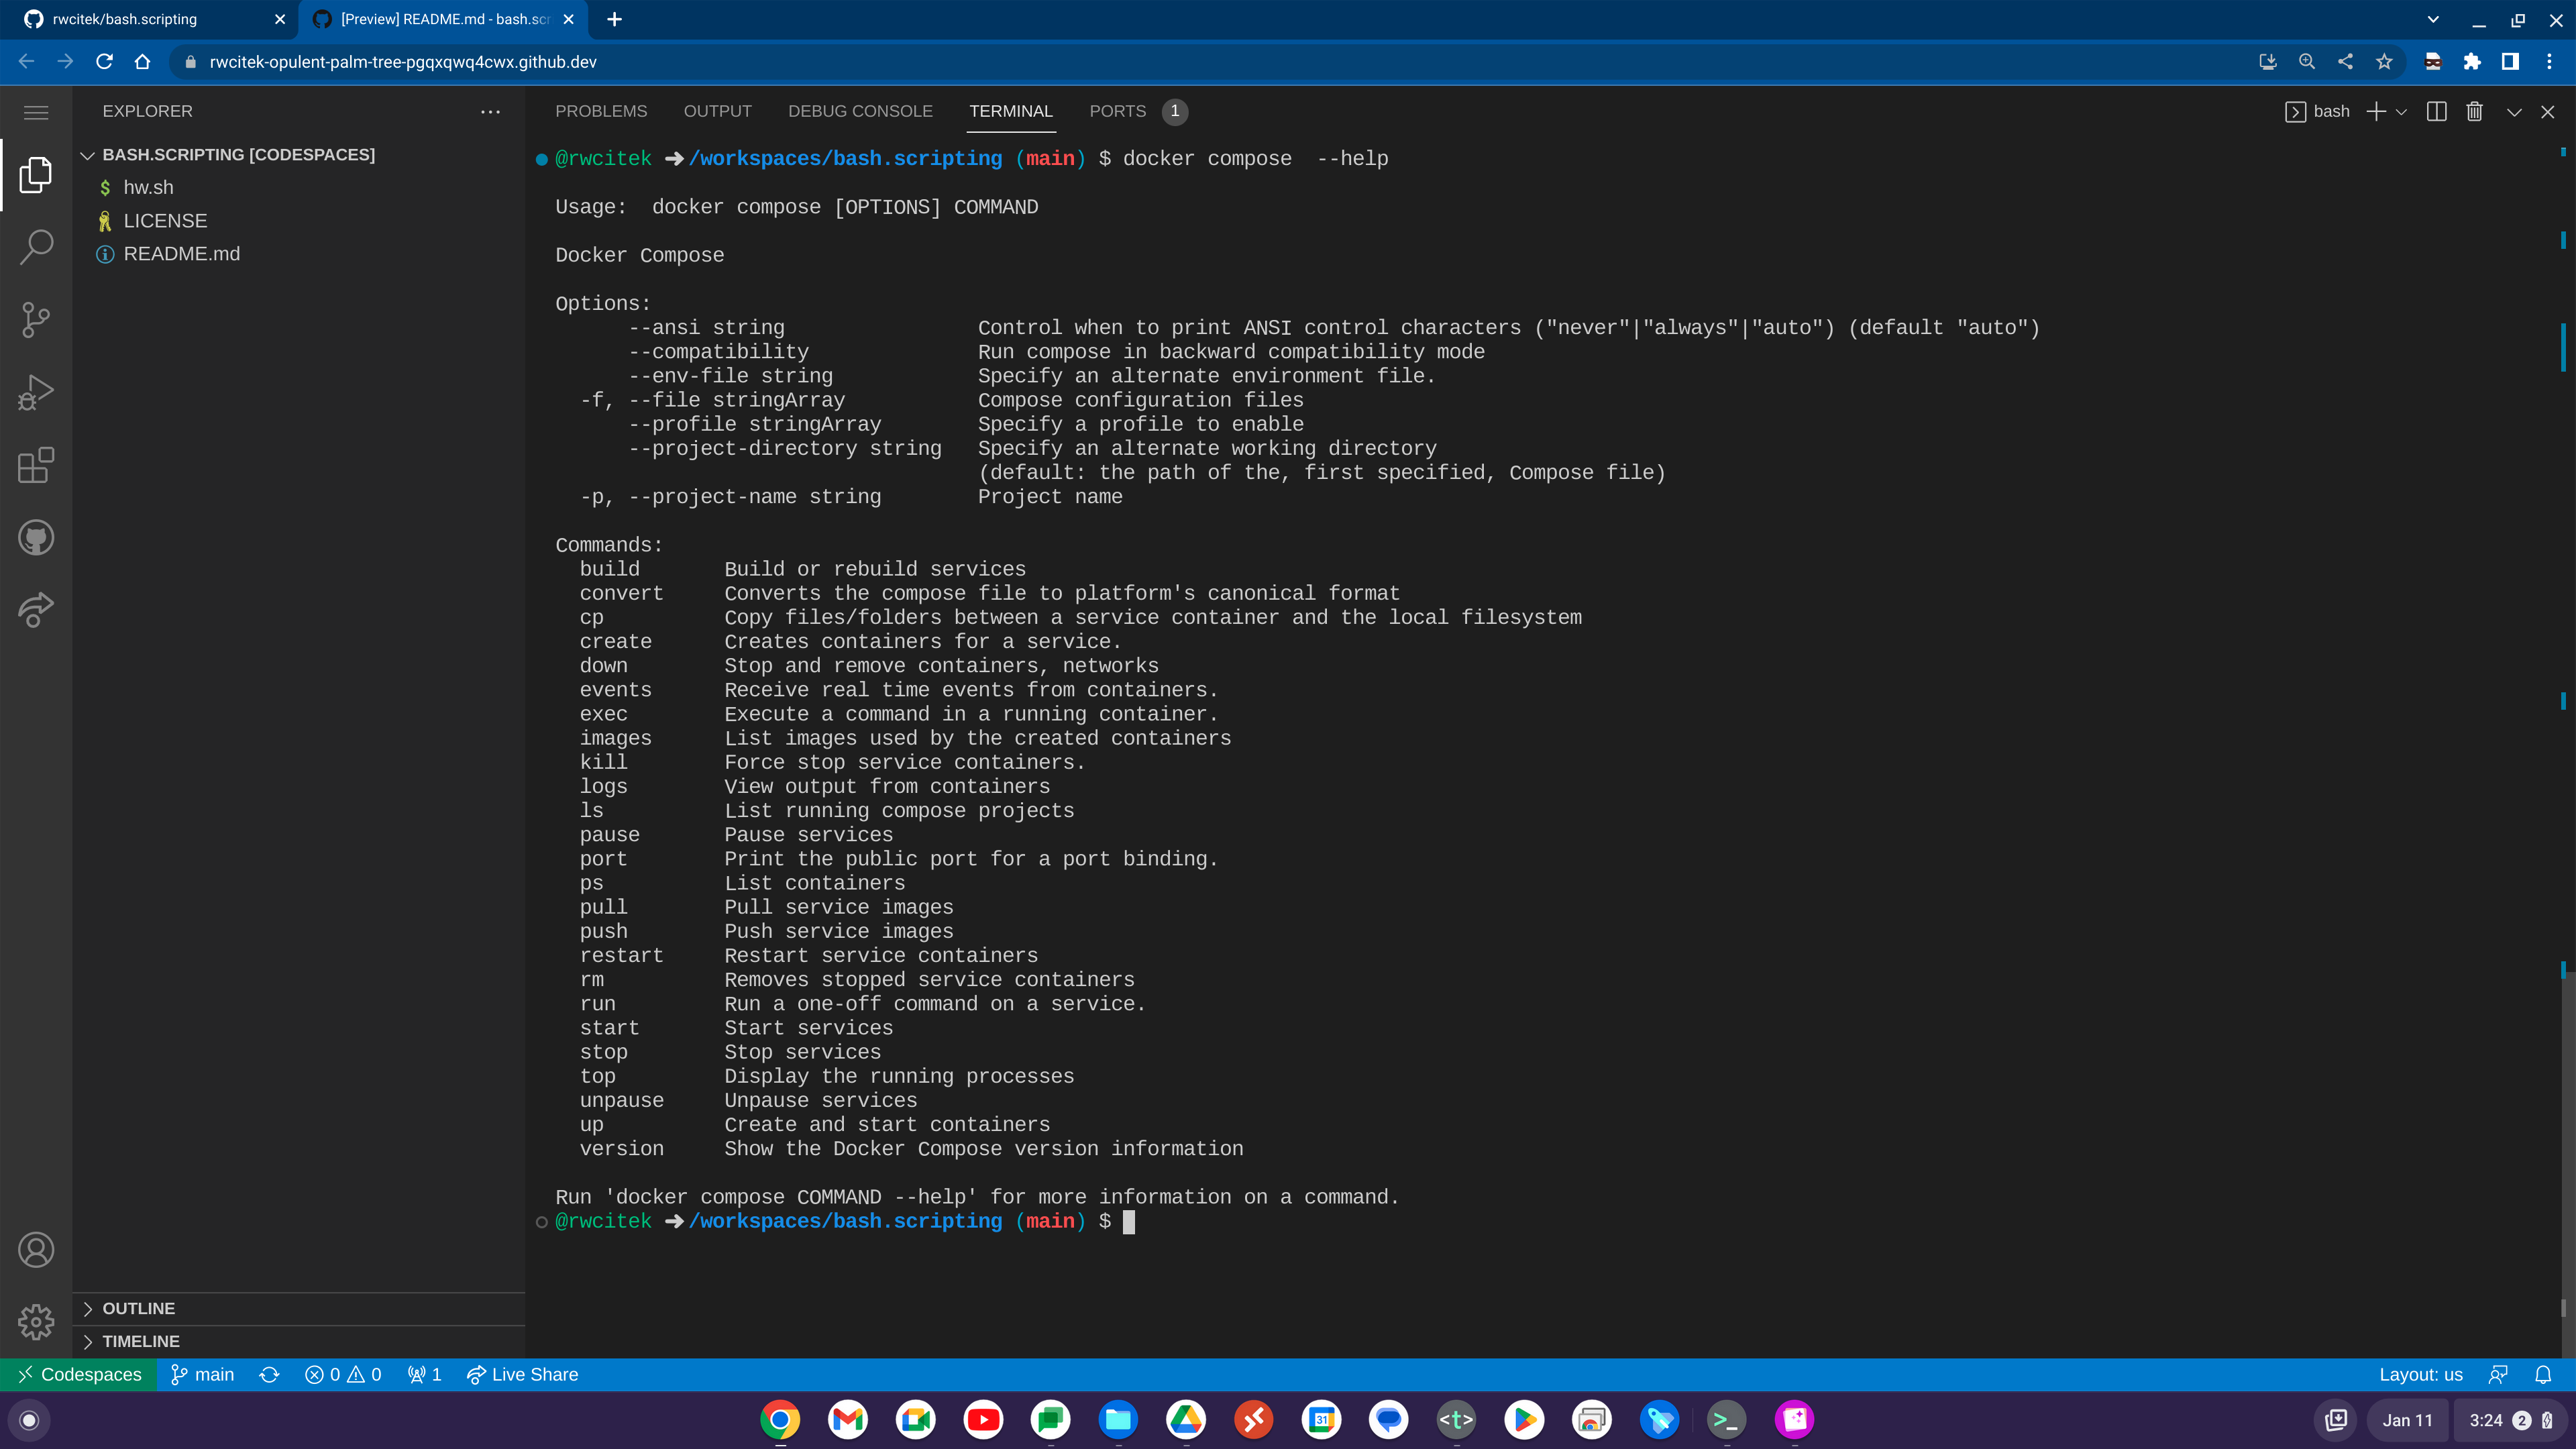 rwcitek/bash.scripting
[Preview] README.md - bash.scr
rwcitek-opulent-palm-tree-pgqxqwq4cwx.github.dev
EXPLORER
PROBLEMS OUTPUT DEBUG CONSOLE TERMINAL PORTS 1
bash
BASH.SCRIPTING [CODESPACES]
hw.sh
LICENSE
README.md
@rwcitek ➜ /workspaces/bash.scripting (main) $ docker compose  --help
Usage:  docker compose [OPTIONS] COMMAND
Docker Compose
Options:
      --ansi string                Control when to print ANSI control characters ("never"|"always"|"auto") (default "auto")
      --compatibility              Run compose in backward compatibility mode
      --env-file string            Specify an alternate environment file.
  -f, --file stringArray           Compose configuration files
      --profile stringArray        Specify a profile to enable
      --project-directory string   Specify an alternate working directory
                                   (default: the path of the, first specified, Compose file)
  -p, --project-name string        Project name
Commands:
  build       Build or rebuild services
  convert     Converts the compose file to platform's canonical format
  cp          Copy files/folders between a service container and the local filesystem
  create      Creates containers for a service.
  down        Stop and remove containers, networks
  events      Receive real time events from containers.
  exec        Execute a command in a running container.
  images      List images used by the created containers
  kill        Force stop service containers.
  logs        View output from containers
  ls          List running compose projects
  pause       Pause services
  port        Print the public port for a port binding.
  ps          List containers
  pull        Pull service images
  push        Push service images
  restart     Restart service containers
  rm          Removes stopped service containers
  run         Run a one-off command on a service.
  start       Start services
  stop        Stop services
  top         Display the running processes
  unpause     Unpause services
  up          Create and start containers
  version     Show the Docker Compose version information
Run 'docker compose COMMAND --help' for more information on a command.
@rwcitek ➜ /workspaces/bash.scripting (main) $
OUTLINE
TIMELINE
Codespaces main 0 0 1 Live Share
Layout: us
31
<t>
>_
Jan 11
3:24 2